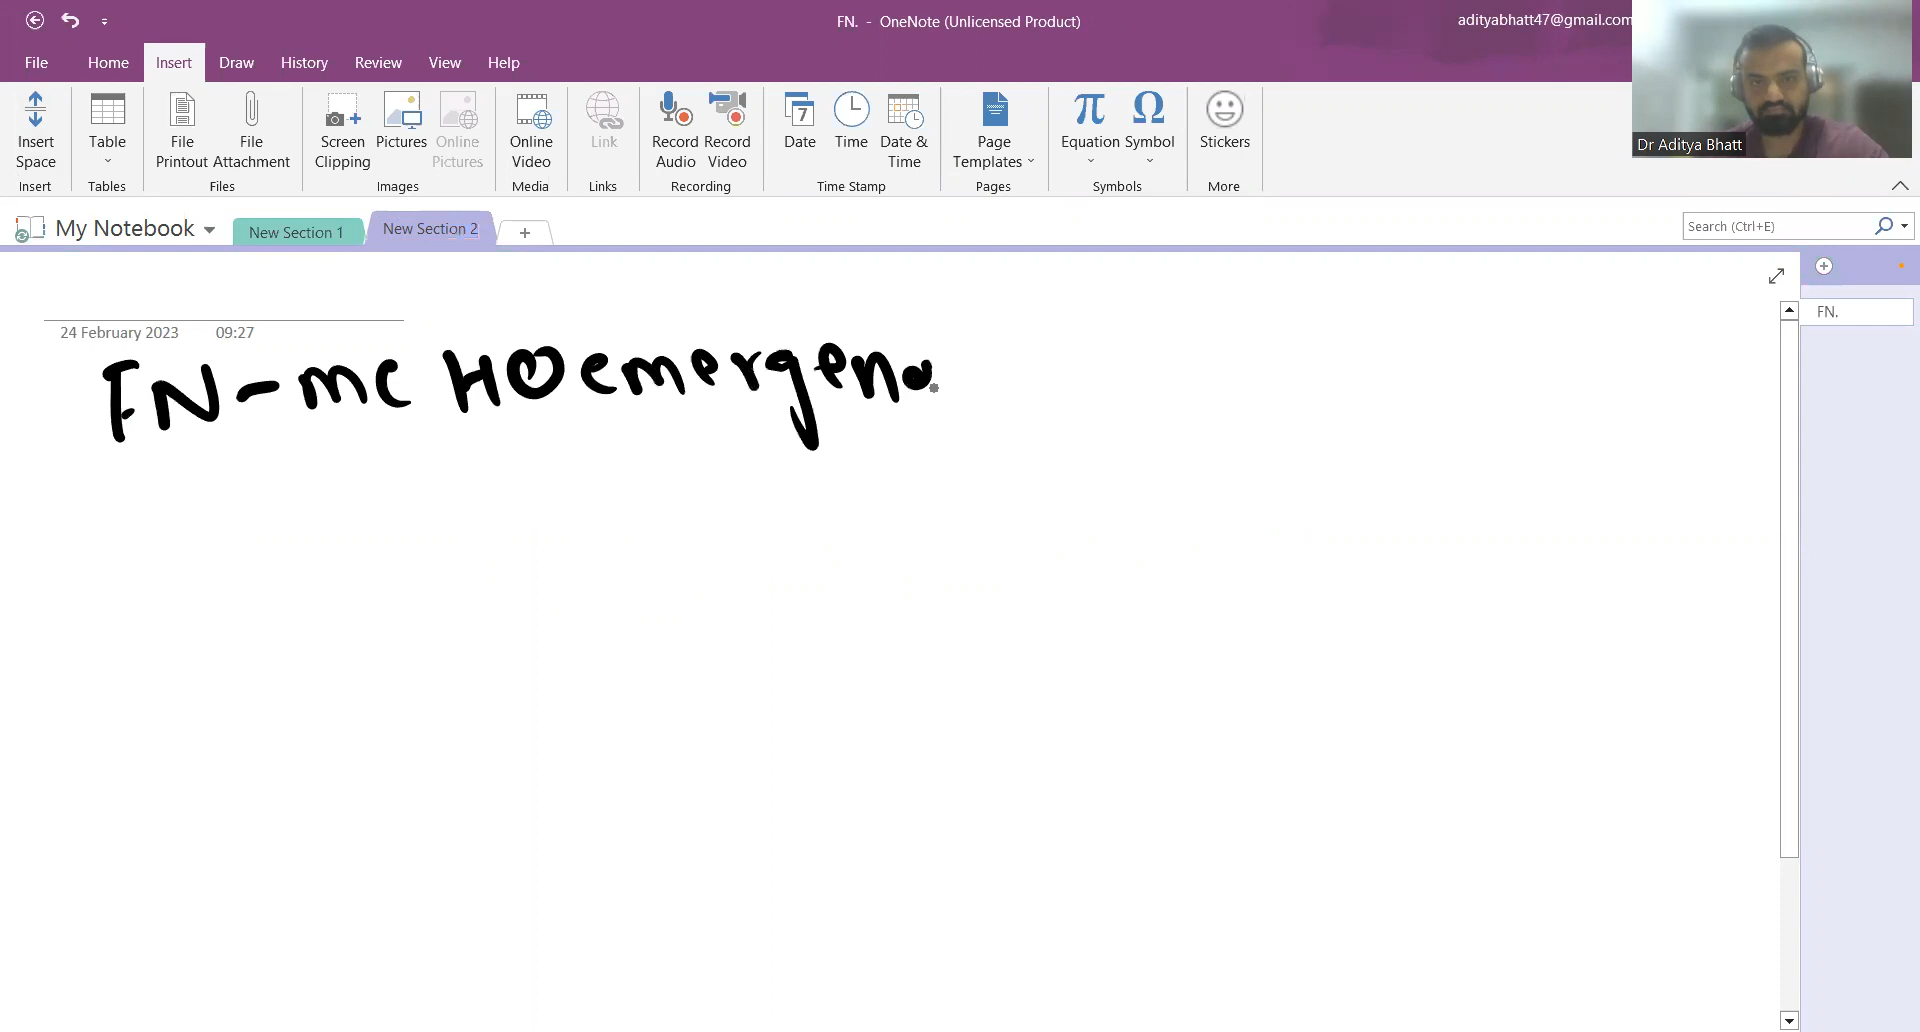 FN. - OneNote (Unlicensed Product)
adityabhatt47@gmail.com
File Home Insert Draw History Review View Help
Insert Space
Table
File Printout
File Attachment
Screen Clipping
Pictures
Online Pictures
Online Video
Link
Record Audio
Record Video
Date
Time
Date & Time
Page Templates
Equation
Symbol
Stickers
Insert Tables Files Images Media Links Recording Time Stamp Pages Symbols More
Dr Aditya Bhatt
My Notebook New Section 1 New Section 2
Search (Ctrl+E)
FN.
24 February 2023 09:27
FN-mc HO emergen